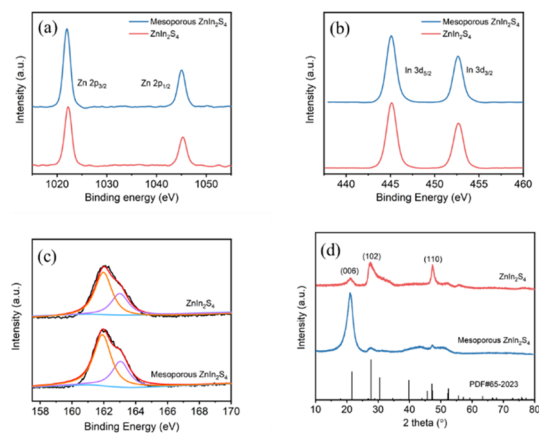 (a)
Mesoporous ZnIn₂S₄
ZnIn₂S₄
Zn 2p₃/₂
Zn 2p₁/₂
Intensity (a.u.)
1020 1030 1040 1050
Binding energy (eV)
(b)
Mesoporous ZnIn₂S₄
ZnIn₂S₄
In 3d₅/₂
In 3d₃/₂
Intensity (a.u.)
440 445 450 455 460
Binding energy (eV)
(c)
ZnIn₂S₄
Mesoporous ZnIn₂S₄
Intensity (a.u.)
158 160 162 164 166 168 170
Binding energy (eV)
(d)
(006)
(102)
(110)
ZnIn₂S₄
Mesoporous ZnIn₂S₄
PDF#65-2023
Intensity (a.u.)
10 20 30 40 50 60 70 80
2 theta (°)